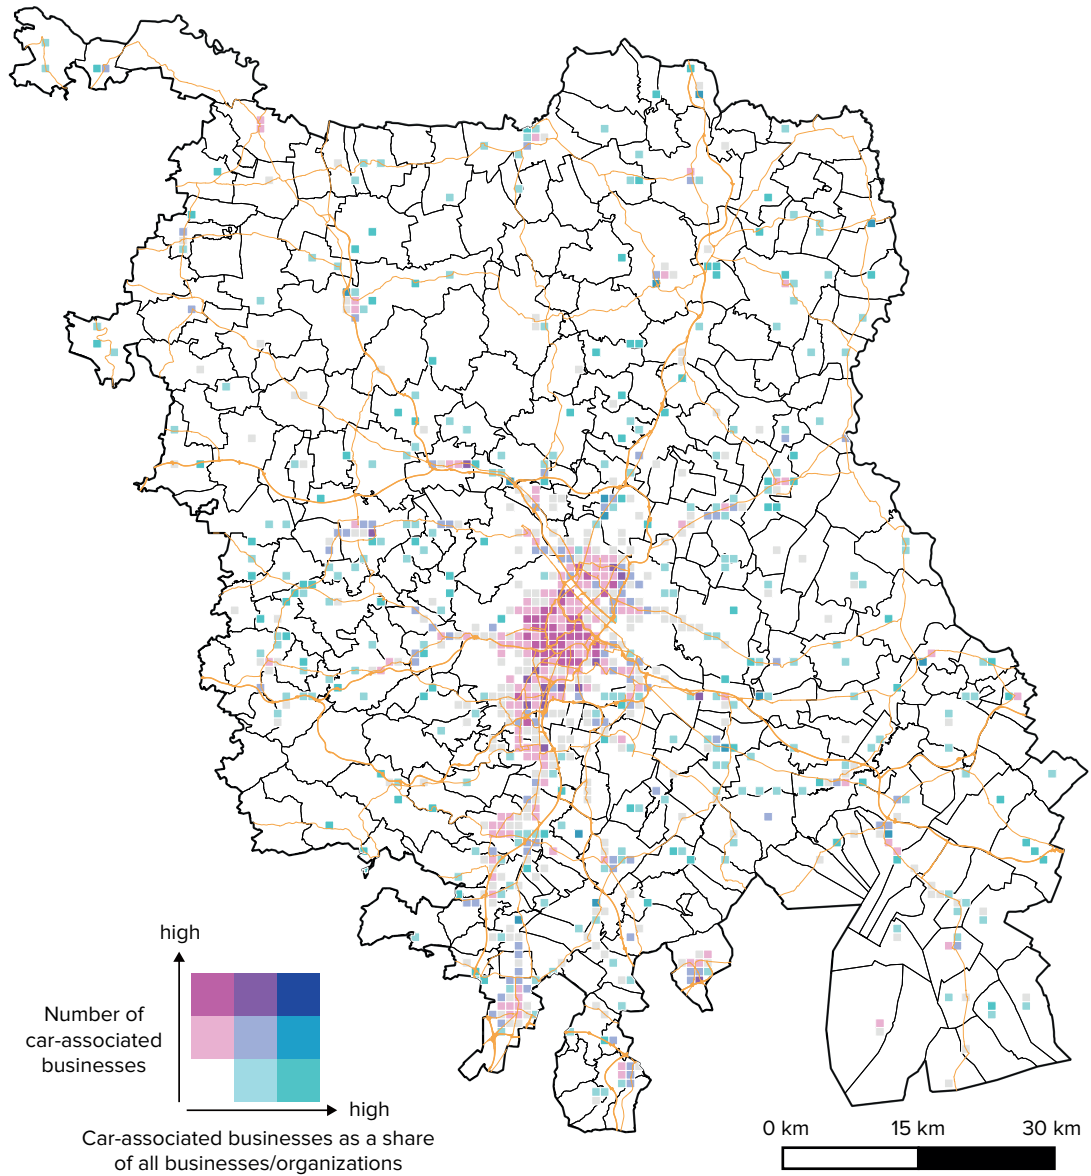 high
Number of
car-associated
businesses
high
Car-associated businesses as a share
of all businesses/organizations
0 km 15 km 30 km